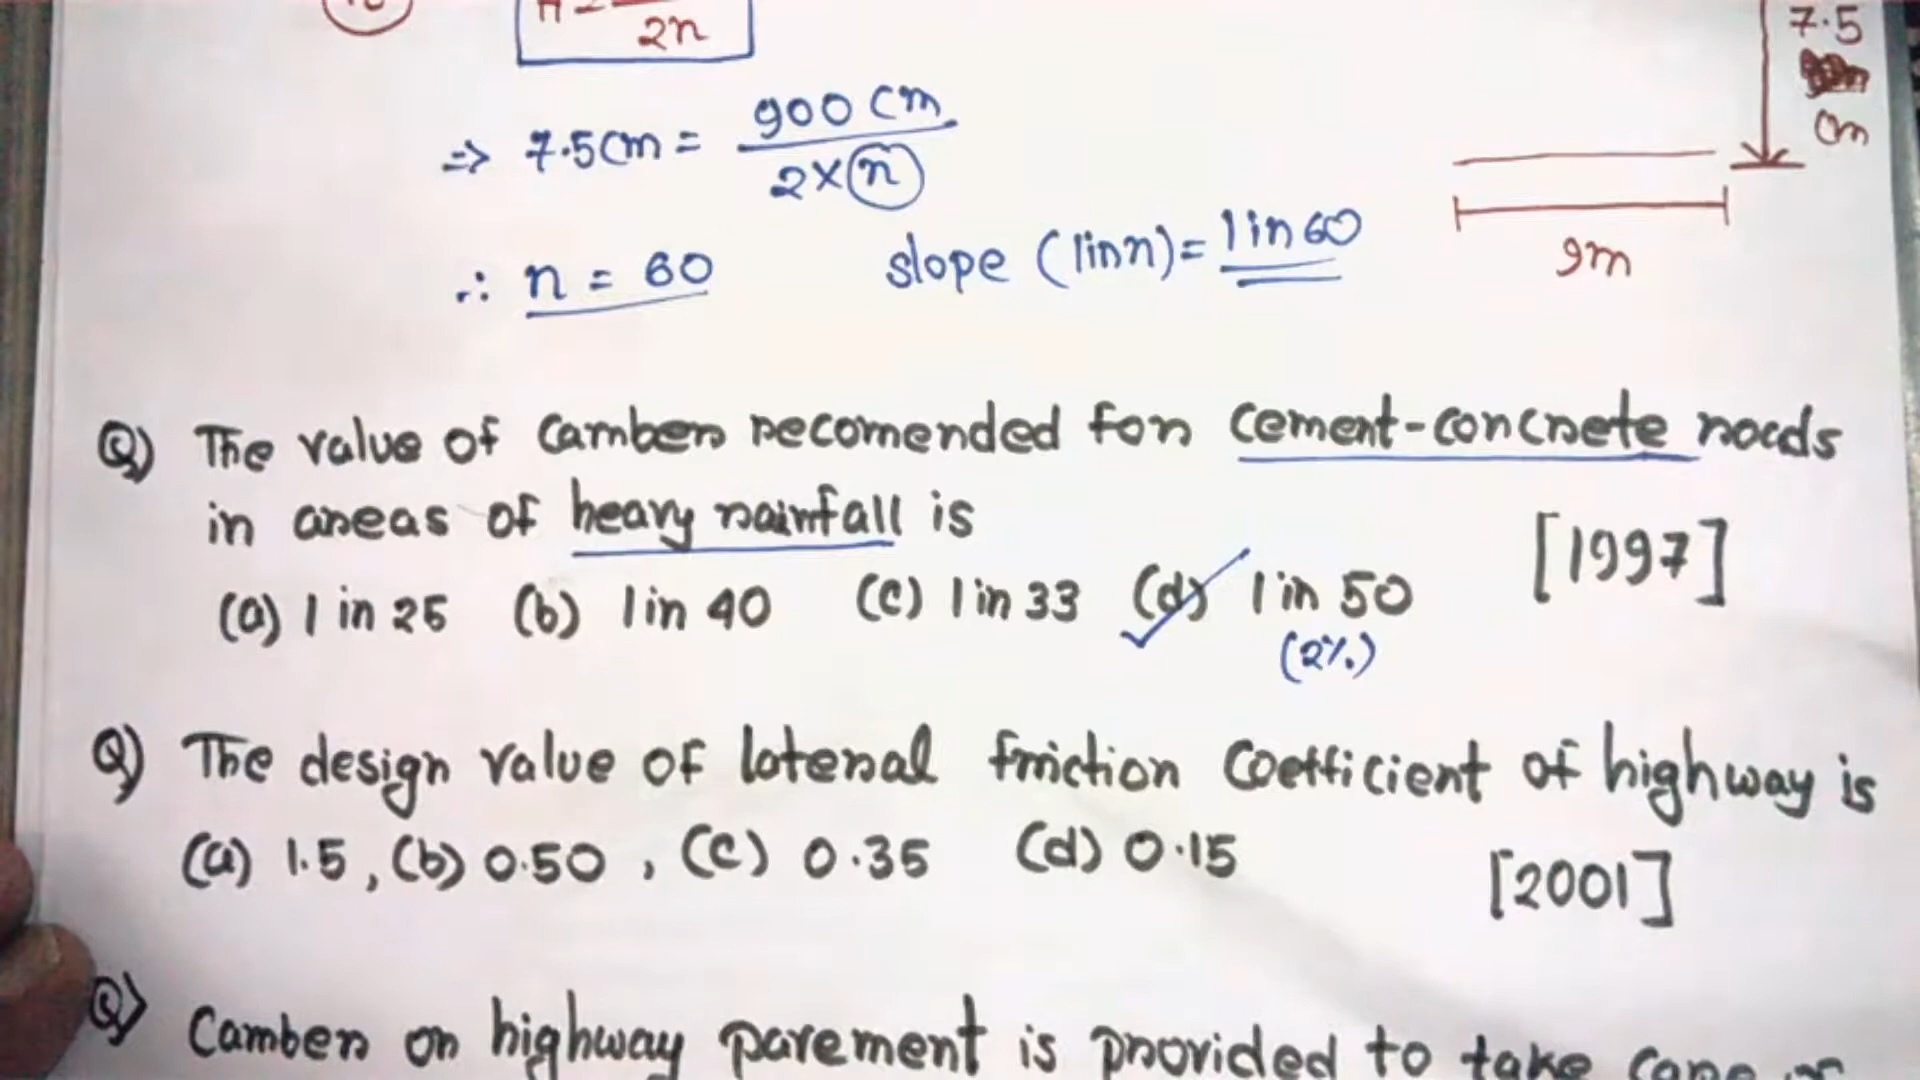 2n
7.5
cm
⇒ 7.5cm = 900 cm / 2×n
∴ n = 60
slope (1 in n) = 1 in 60
9m
Q) The value of camber recomended for cement-concrete roads
in areas of heavy rainfall is
[1997]
(a) 1 in 25 (b) 1 in 40 (c) 1 in 33 (d) 1 in 50
(2%)
Q) The design value of lateral friction coefficient of highway is
(a) 1.5, (b) 0.50, (c) 0.35 (d) 0.15
[2001]
Q) Camber on highway pavement is provided to take care